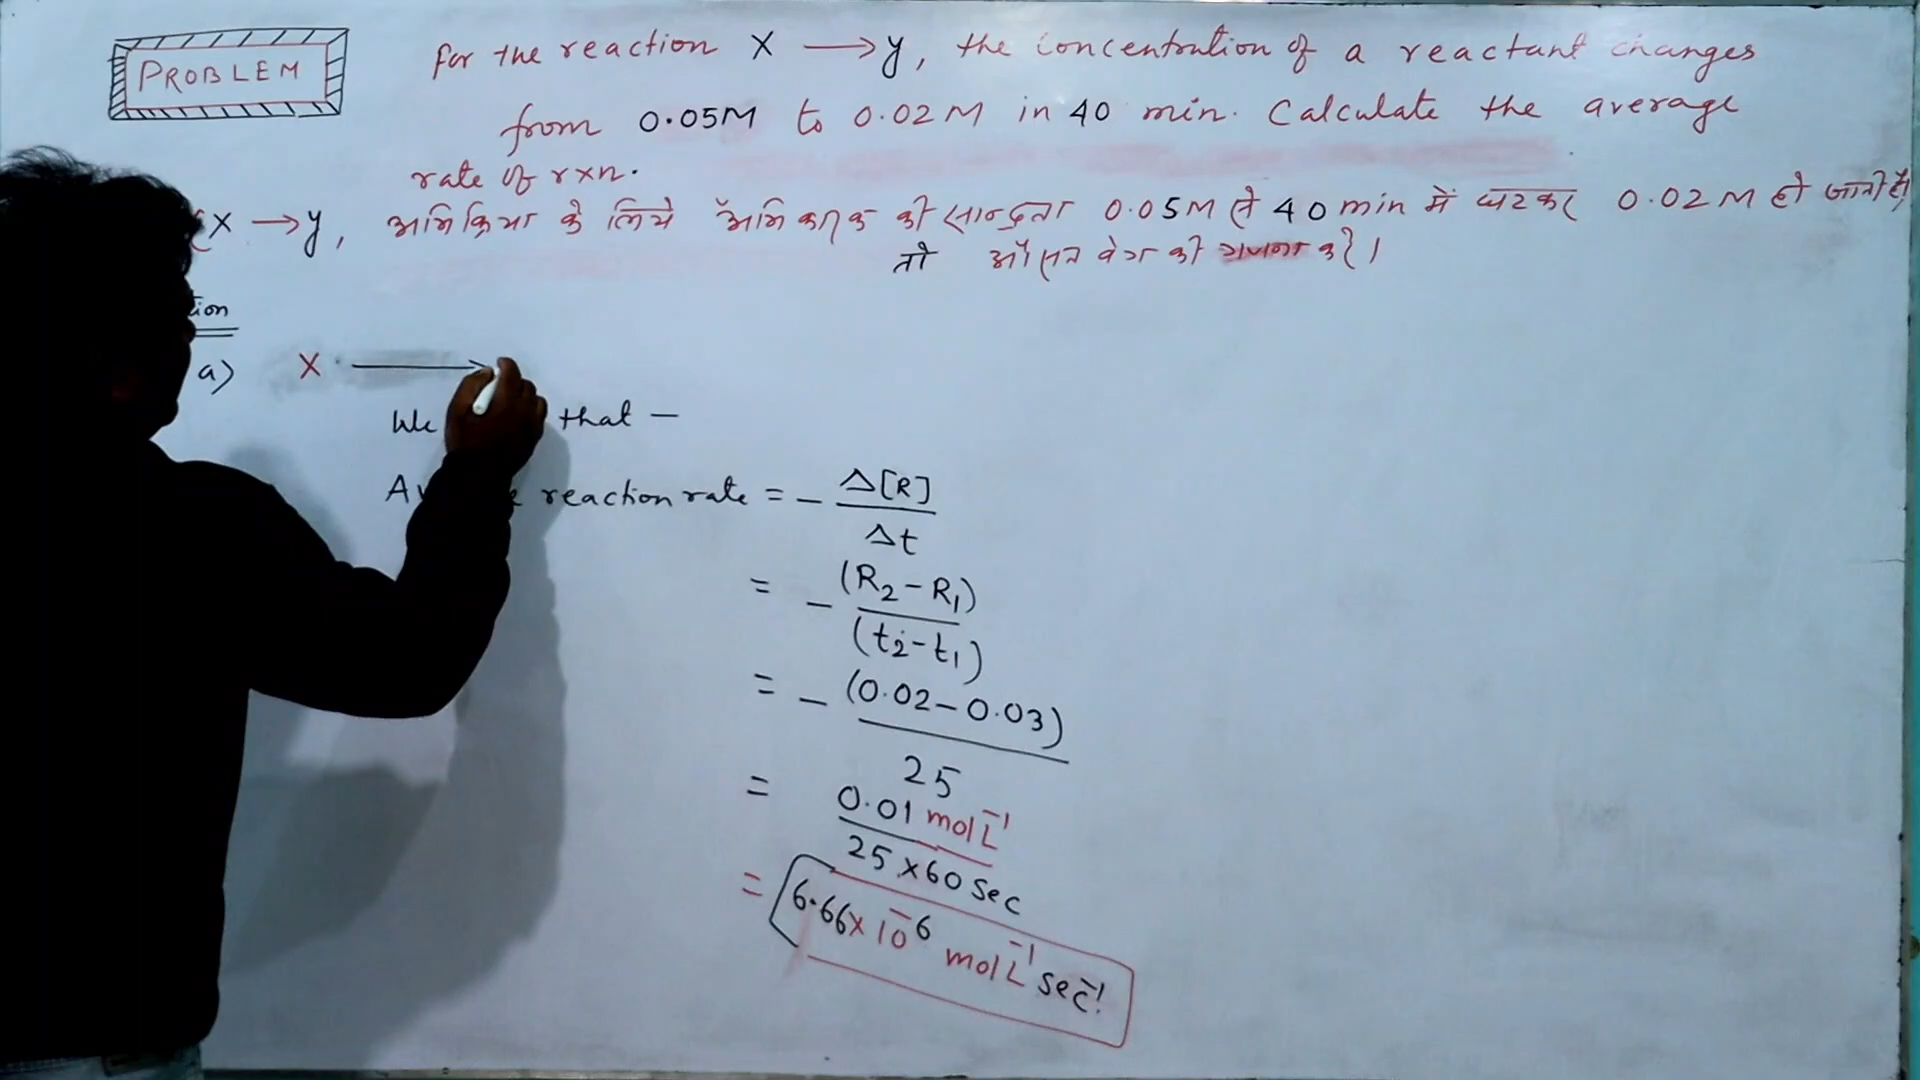 PROBLEM
for the reaction X → y, the concentration of a reactant changes
from 0.05M to 0.02M in 40 min. Calculate the average
rate of rxn.
X → y, अभिक्रिया के लिये अभिकारक की सान्द्रता 0.05M से 40 min में घटकर 0.02M हो जाती है,
तो औसत वेग की गणना करें।
tion
a) X →
We that –
Av e reaction rate = - Δ[R] / Δt
= - (R₂ - R₁) / (t₂ - t₁)
= - (0.02 - 0.03) / 25
= 0.01 mol L⁻¹ / 25 × 60 sec
= 6.66 × 10⁻⁶ mol L⁻¹ sec⁻¹.